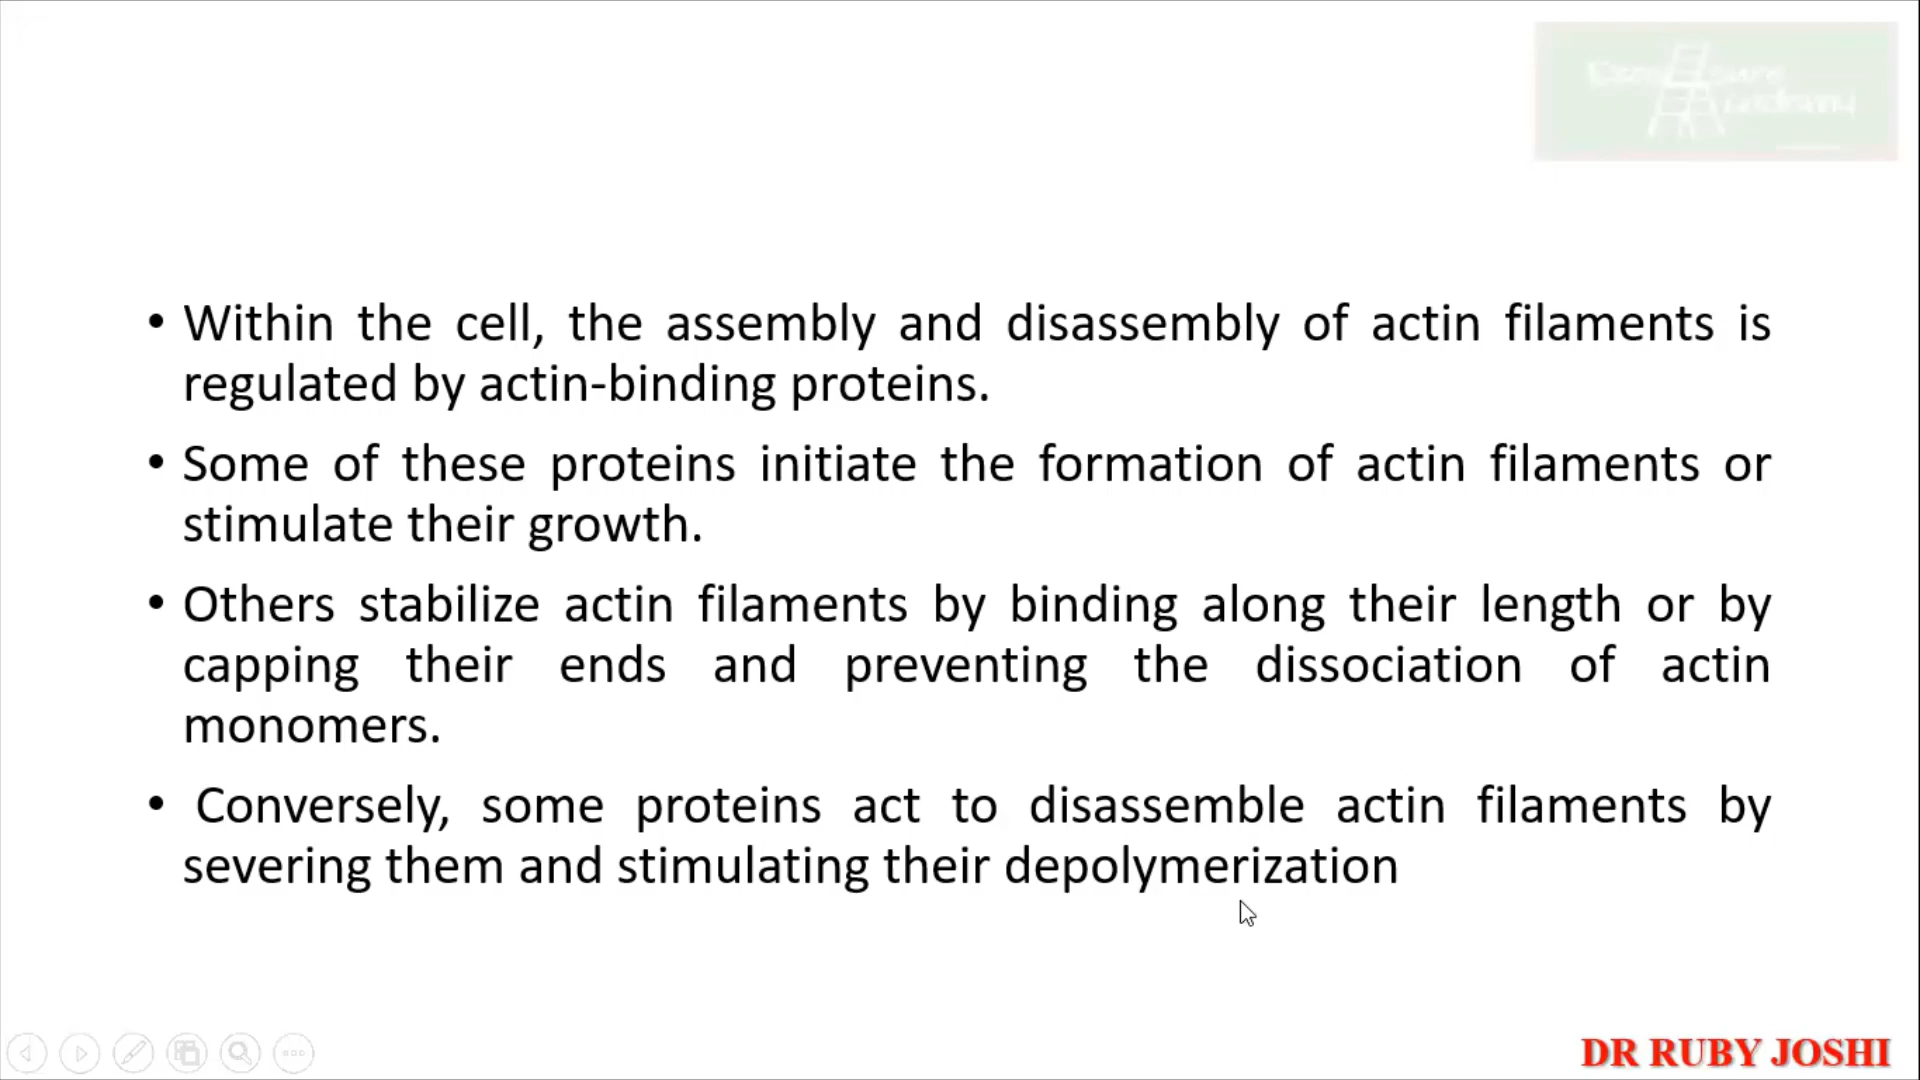 • Within the cell, the assembly and disassembly of actin filaments is
regulated by actin-binding proteins.
• Some of these proteins initiate the formation of actin filaments or
stimulate their growth.
• Others stabilize actin filaments by binding along their length or by
capping their ends and preventing the dissociation of actin
monomers.
• Conversely, some proteins act to disassemble actin filaments by
severing them and stimulating their depolymerization
DR RUBY JOSHI